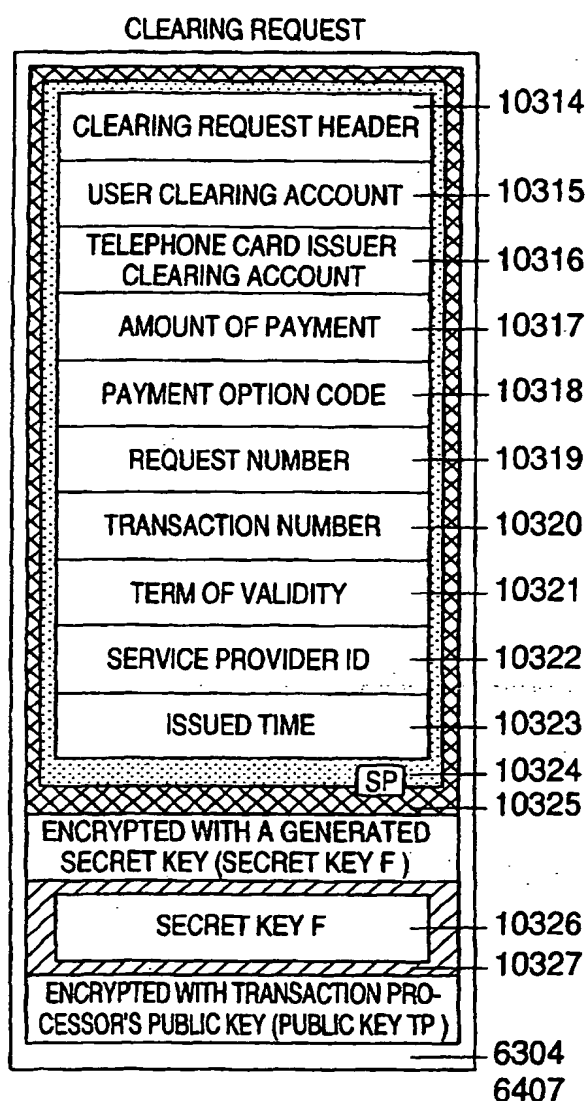 CLEARING REQUEST
CLEARING REQUEST HEADER
10314
USER CLEARING ACCOUNT
10315
TELEPHONE CARD ISSUER
CLEARING ACCOUNT
10316
AMOUNT OF PAYMENT
10317
PAYMENT OPTION CODE
10318
REQUEST NUMBER
10319
TRANSACTION NUMBER
10320
TERM OF VALIDITY
10321
SERVICE PROVIDER ID
10322
ISSUED TIME
10323
SP
10324
10325
ENCRYPTED WITH A GENERATED
SECRET KEY (SECRET KEY F )
SECRET KEY F
10326
10327
ENCRYPTED WITH TRANSACTION PRO-
CESSOR'S PUBLIC KEY (PUBLIC KEY TP )
6304
6407